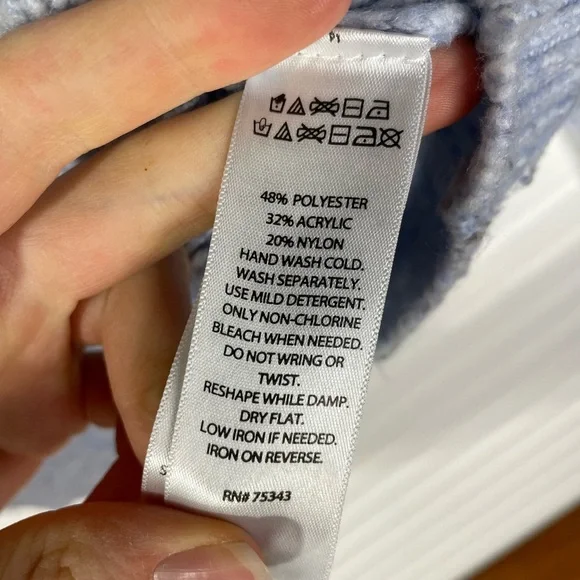 48% POLYESTER
32% ACRYLIC
20% NYLON
HAND WASH COLD.
WASH SEPARATELY.
USE MILD DETERGENT.
ONLY NON-CHLORINE
BLEACH WHEN NEEDED.
DO NOT WRING OR
TWIST.
RESHAPE WHILE DAMP.
DRY FLAT.
LOW IRON IF NEEDED.
IRON ON REVERSE.
S
RN# 75343